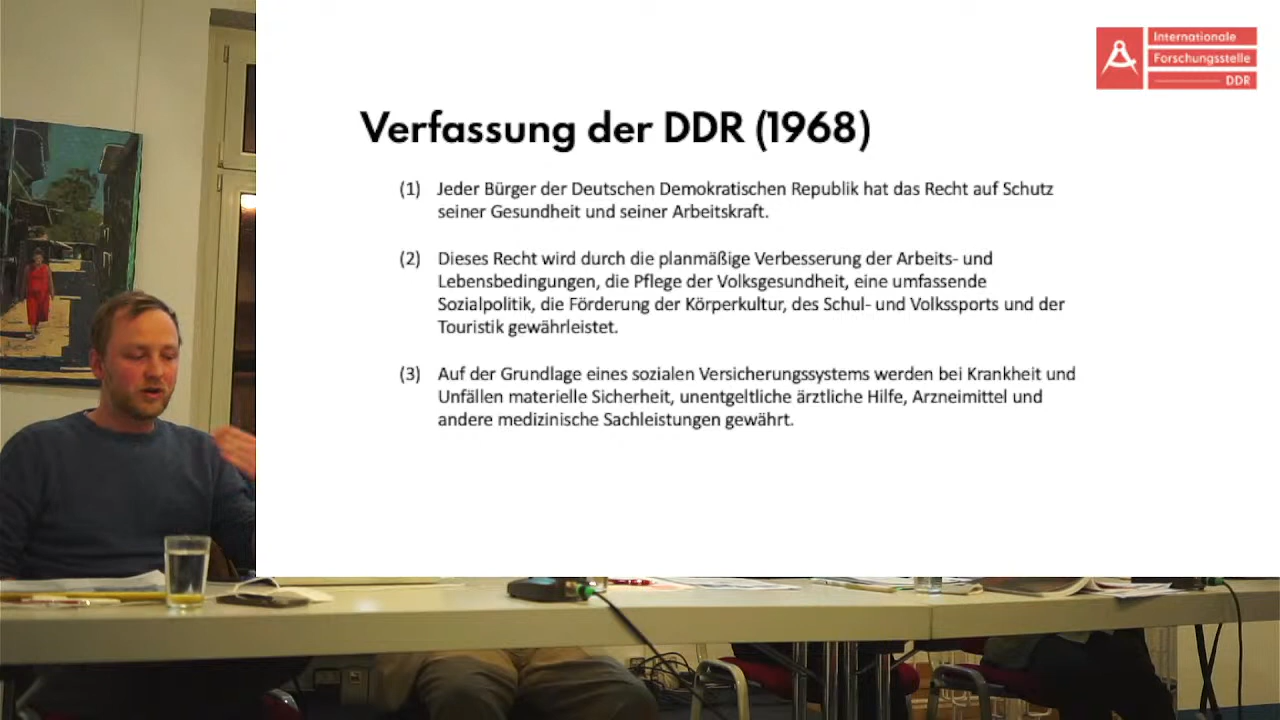 Internationale
Forschungsstelle
DDR
Verfassung der DDR (1968)
(1) Jeder Bürger der Deutschen Demokratischen Republik hat das Recht auf Schutz
seiner Gesundheit und seiner Arbeitskraft.
(2) Dieses Recht wird durch die planmäßige Verbesserung der Arbeits- und
Lebensbedingungen, die Pflege der Volksgesundheit, eine umfassende
Sozialpolitik, die Förderung der Körperkultur, des Schul- und Volkssports und der
Touristik gewährleistet.
(3) Auf der Grundlage eines sozialen Versicherungssystems werden bei Krankheit und
Unfällen materielle Sicherheit, unentgeltliche ärztliche Hilfe, Arzneimittel und
andere medizinische Sachleistungen gewährt.